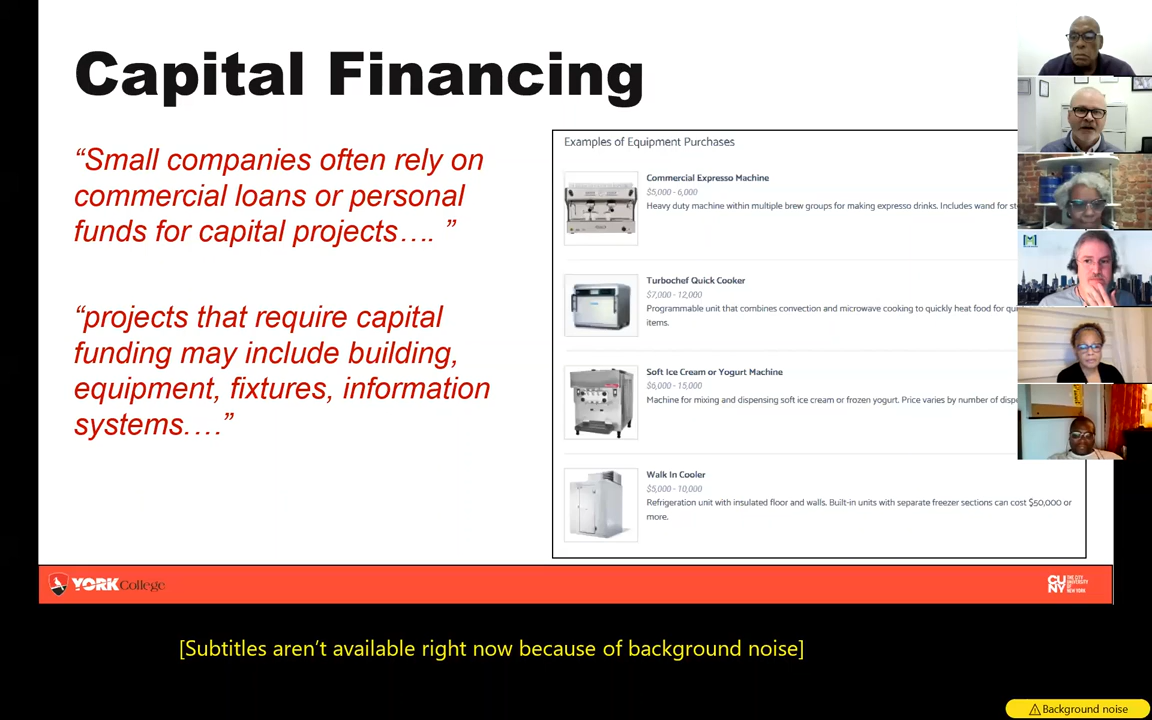 Capital Financing
“Small companies often rely on
commercial loans or personal
funds for capital projects…. ”
“projects that require capital
funding may include building,
equipment, fixtures, information
systems.…”
Examples of Equipment Purchases
Commercial Expresso Machine
$5,000 - 6,000
Heavy duty machine within multiple brew groups for making expresso drinks. Includes wand for
Turbochef Quick Cooker
$7,000 - 12,000
Programmable unit that combines convection and microwave cooking to quickly heat food for
items.
Soft Ice Cream or Yogurt Machine
$6,000 - 15,000
Machine for mixing and dispensing soft ice cream or frozen yogurt. Price varies by number of
Walk In Cooler
$5,000 - 10,000
Refrigeration unit with insulated floor and walls. Built-in units with separate freezer sections can cost $50,000 or
more.
YORK College
CUNY
THE CITY
UNIVERSITY
OF
NEW YORK
[Subtitles aren’t available right now because of background noise]
Background noise